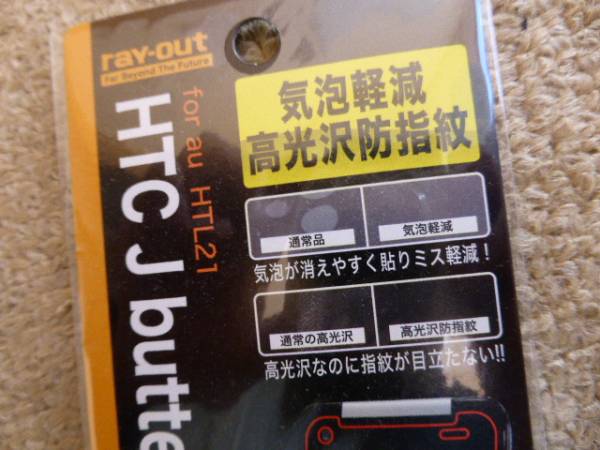 ray-out
Far Beyond The Future
for au HTL21
HTC J butte
気泡軽減
高光沢防指紋
通常品
気泡軽減
気泡が消えやすく貼りミス軽減!
通常の高光沢
高光沢防指紋
高光沢なのに指紋が目立たない!!